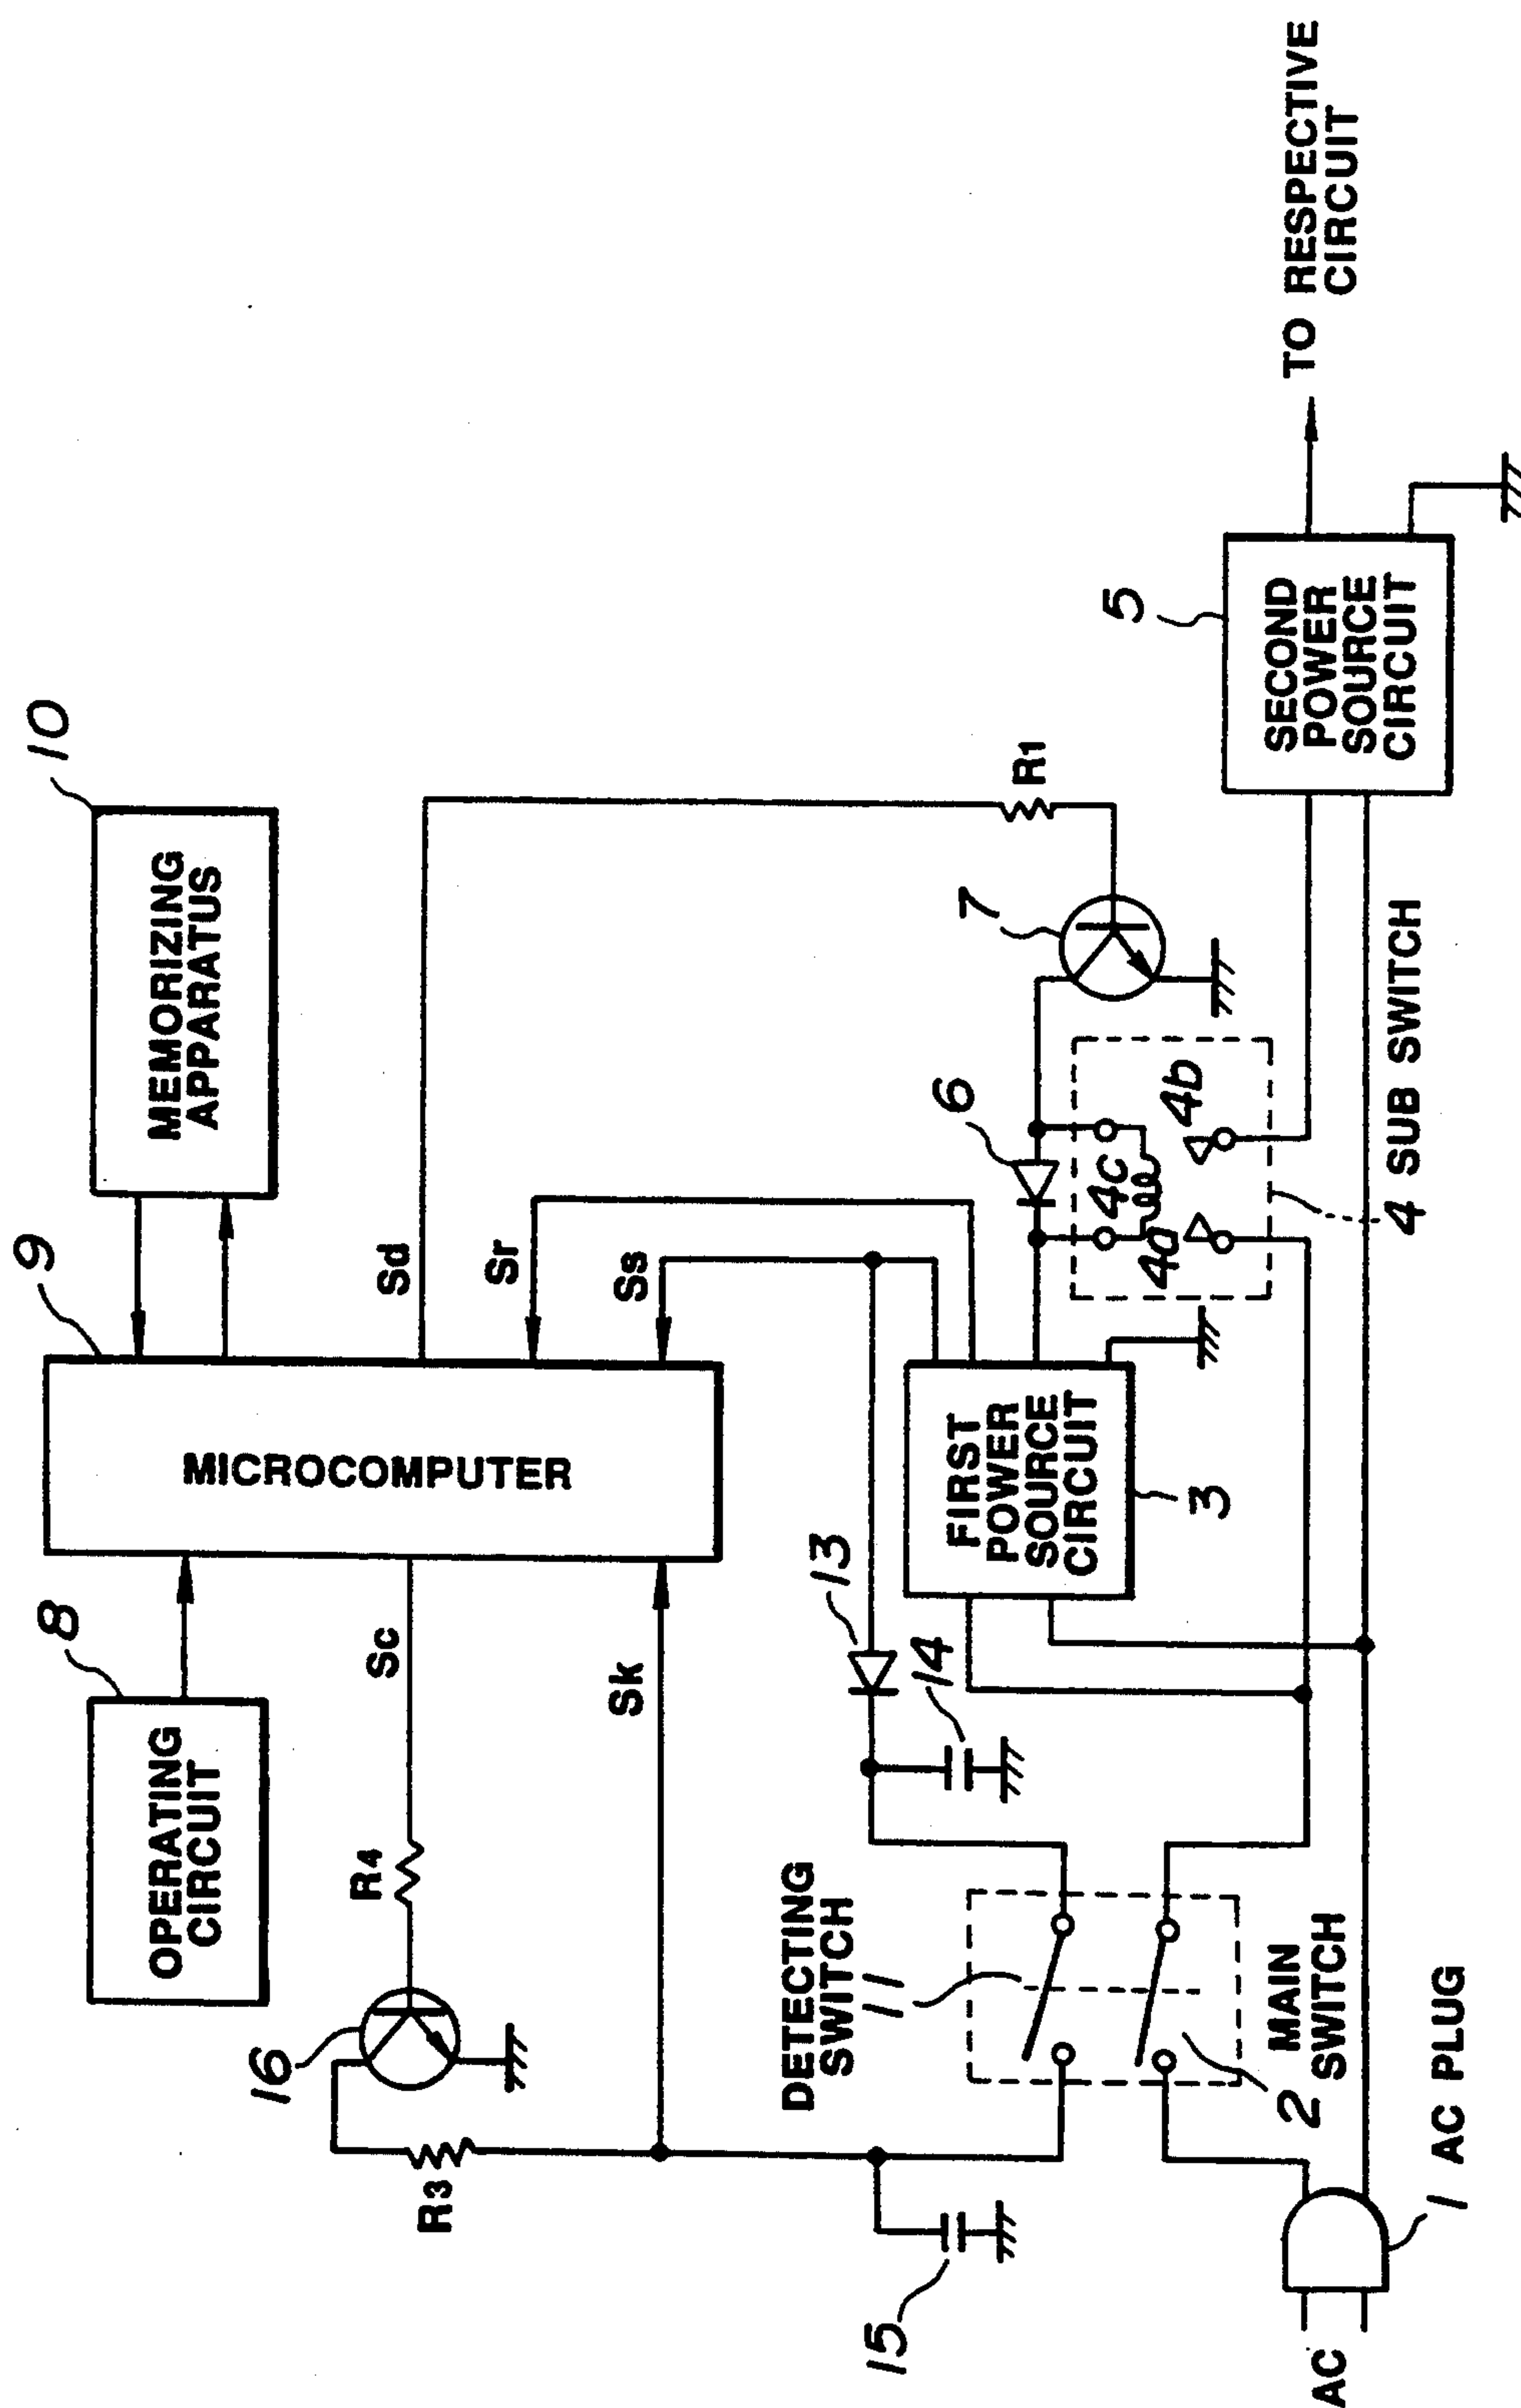 10
MEMORIZING
APPARATUS
9
MICROCOMPUTER
8
OPERATING
CIRCUIT
Sd
Sr
Ss
Sc
Sk
R4
16
R3
R1
7
6
4c
4a
4b
4 SUB SWITCH
5
SECOND
POWER
SOURCE
CIRCUIT
TO RESPECTIVE
CIRCUIT
FIRST
POWER
SOURCE
CIRCUIT
3
13
14
DETECTING
SWITCH
11
2 MAIN
SWITCH
15
1 AC PLUG
AC